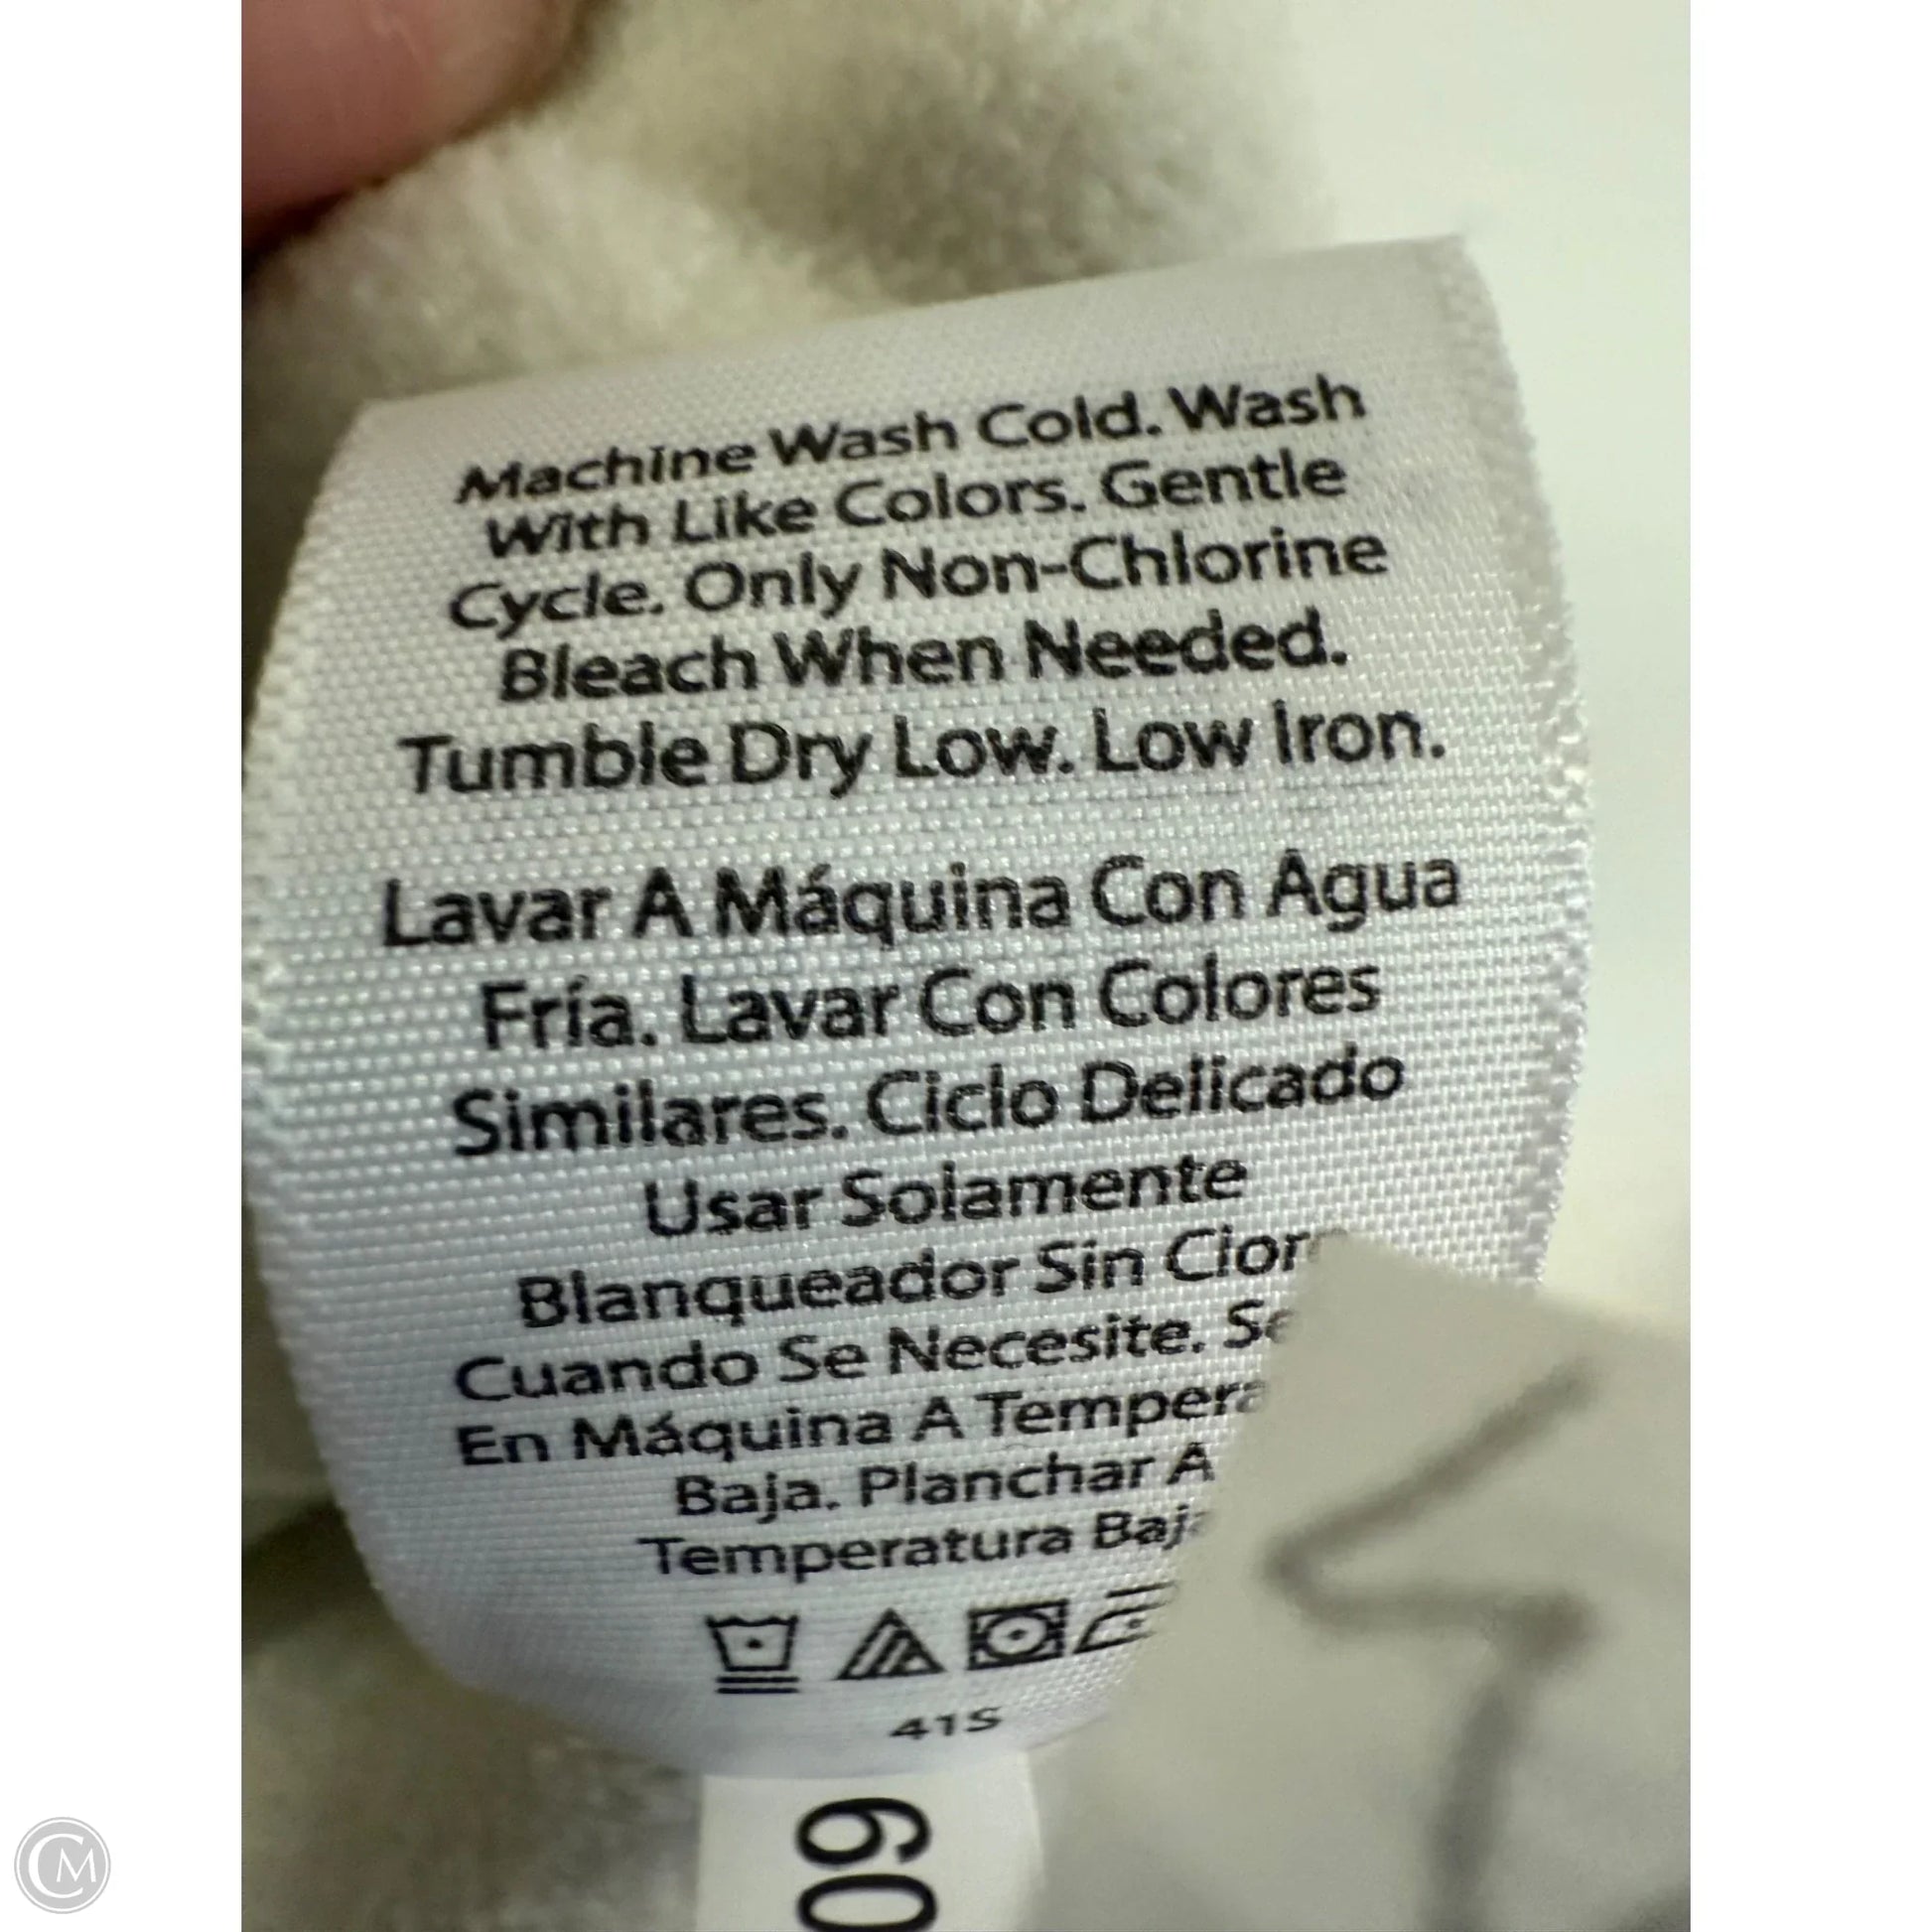 Machine Wash Cold. Wash
With Like Colors. Gentle
Cycle. Only Non-Chlorine
Bleach When Needed.
Tumble Dry Low. Low Iron.
Lavar A Máquina Con Agua
Fría. Lavar Con Colores
Similares. Ciclo Delicado
Usar Solamente
Blanqueador Sin
Cuando Se Necesite.
En Máquina A
Baja. Planchar A
Temperatura
41S
60
CM